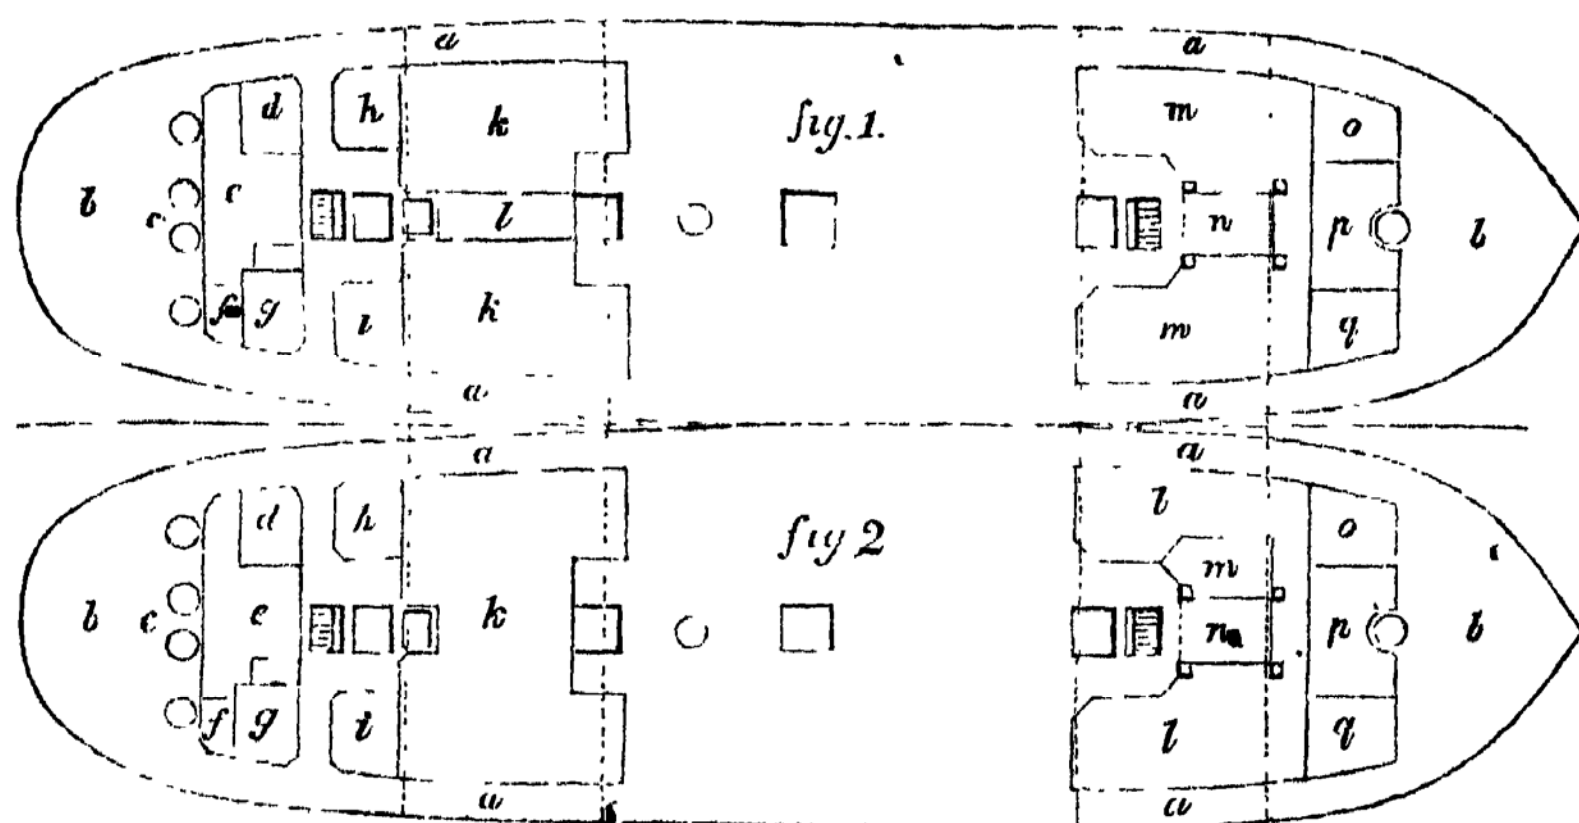 a a
d h k fig.1. m o
b c e l n p b
f g i k m q
a a
a a
d h fig 2 l m o
b c e k n p b
f g i l q
a a